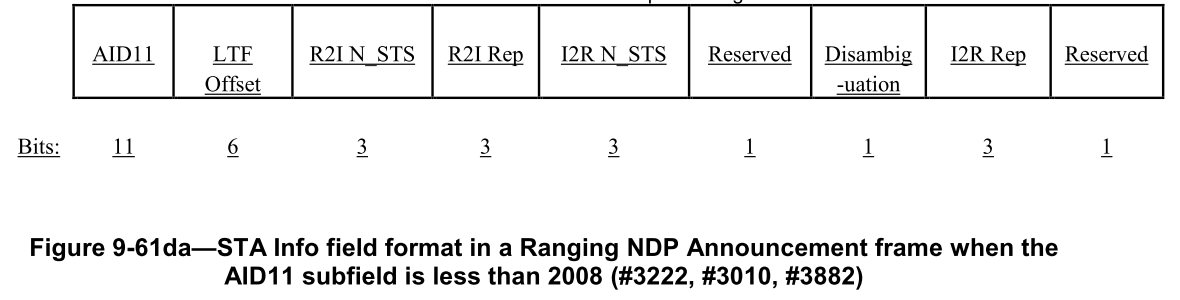 AID11 LTF Offset R2I N_STS R2I Rep I2R N_STS Reserved Disambig -uation I2R Rep Reserved
Bits: 11 6 3 3 3 1 1 3 1
Figure 9-61da—STA Info field format in a Ranging NDP Announcement frame when the
AID11 subfield is less than 2008 (#3222, #3010, #3882)